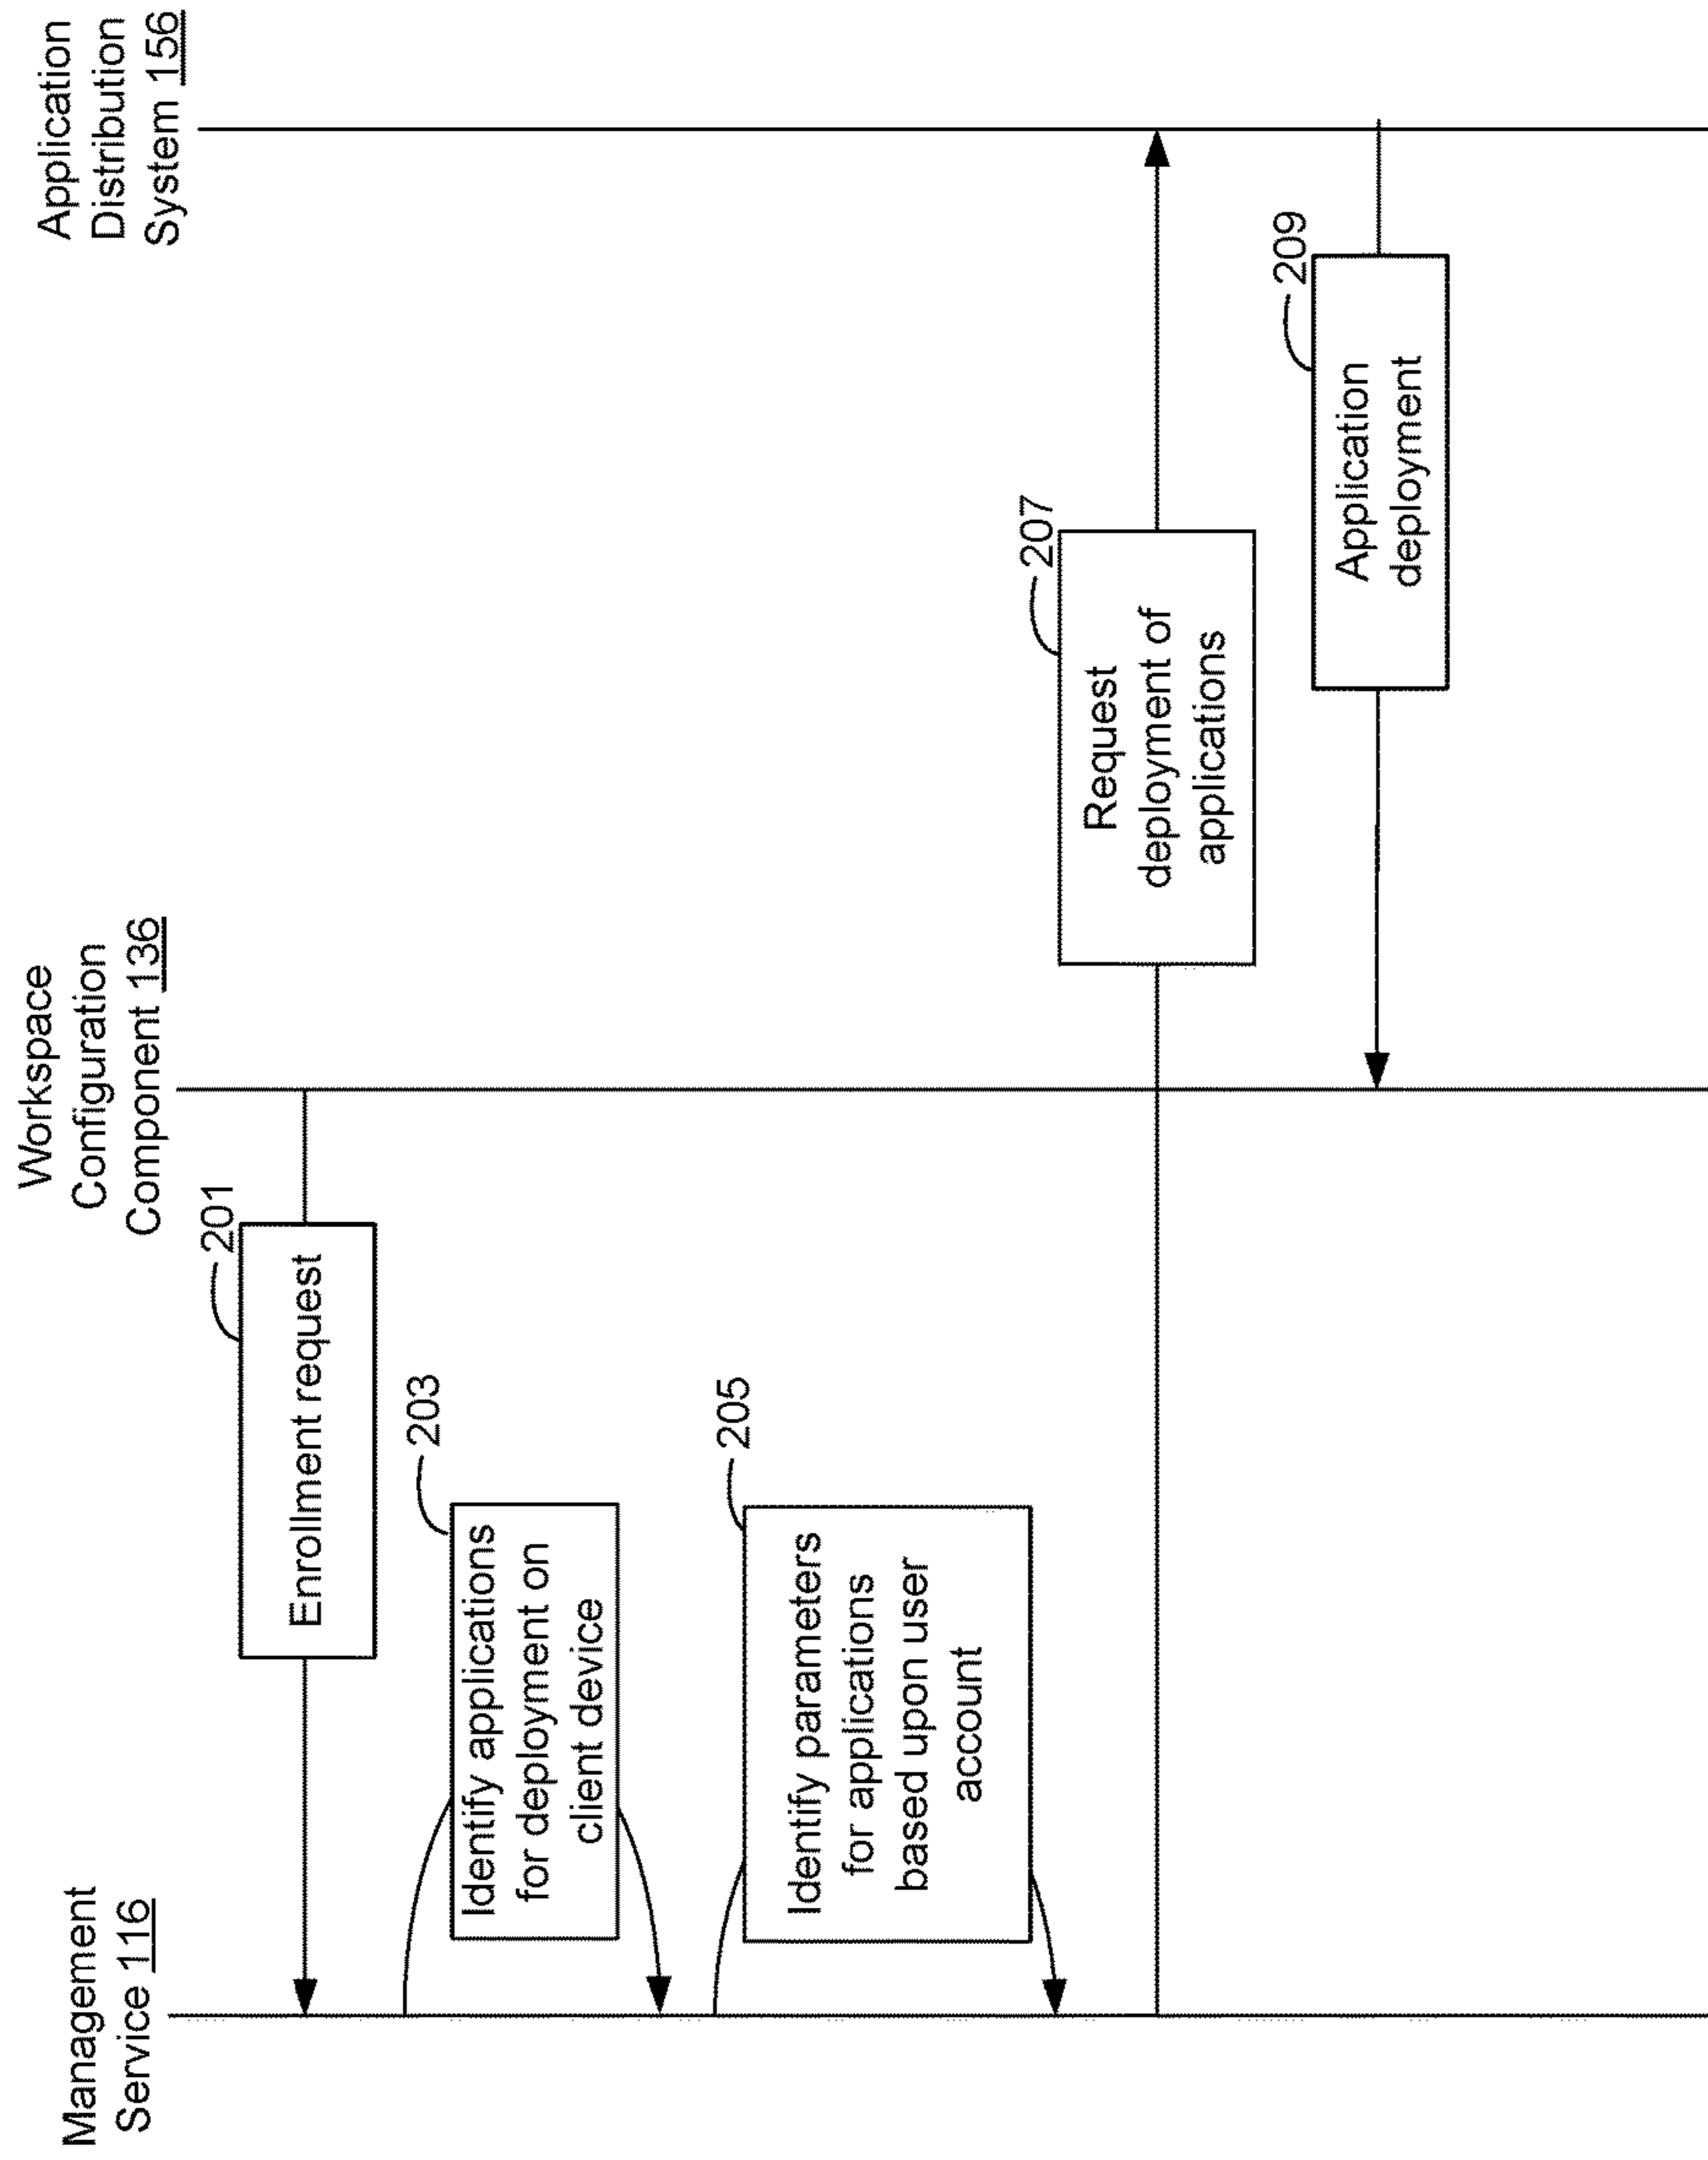 Management
Service 116
Workspace
Configuration
Component 136
Application
Distribution
System 156
201
Enrollment request
203
Identify applications
for deployment on
client device
205
Identify parameters
for applications
based upon user
account
207
Request
deployment of
applications
209
Application
deployment